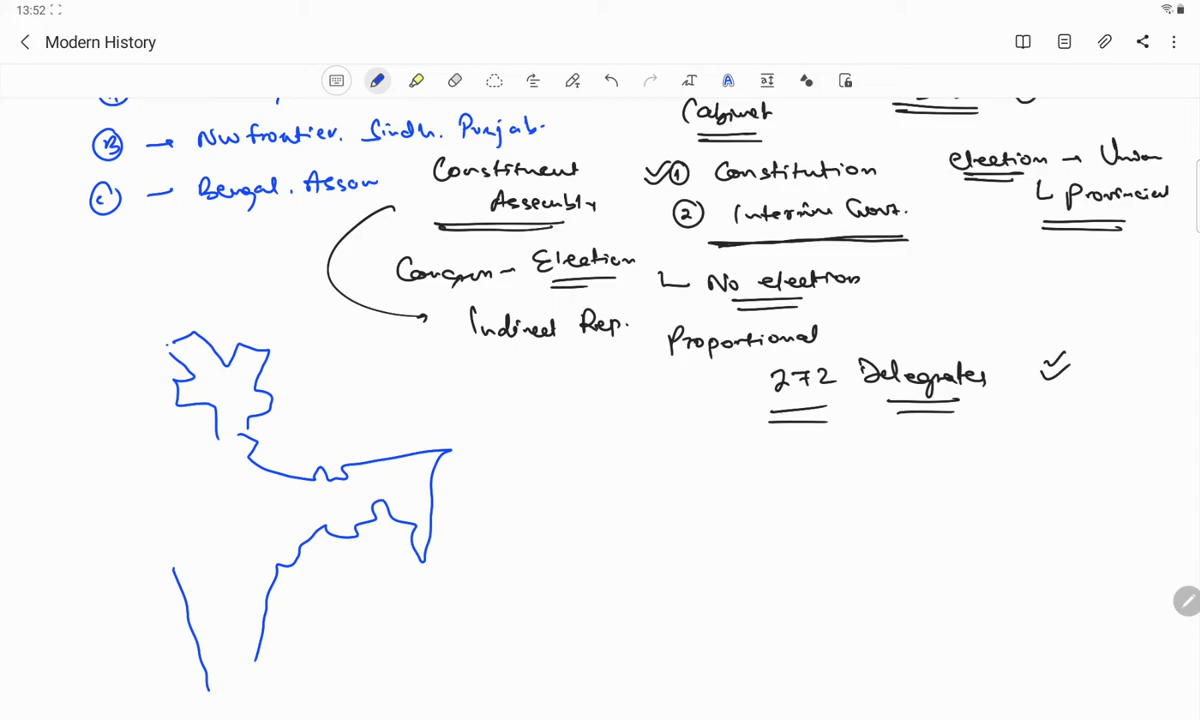 13:52
Modern History
Cabinet
B → NW frontier. Sindh. Punjab.
C – Bengal. Assam
Constituent
Assembly
① Constitution
② Interim Govt.
election → Union
Provincial
Congress – Election
No election
Indirect Rep.
Proportional
272 Delegates